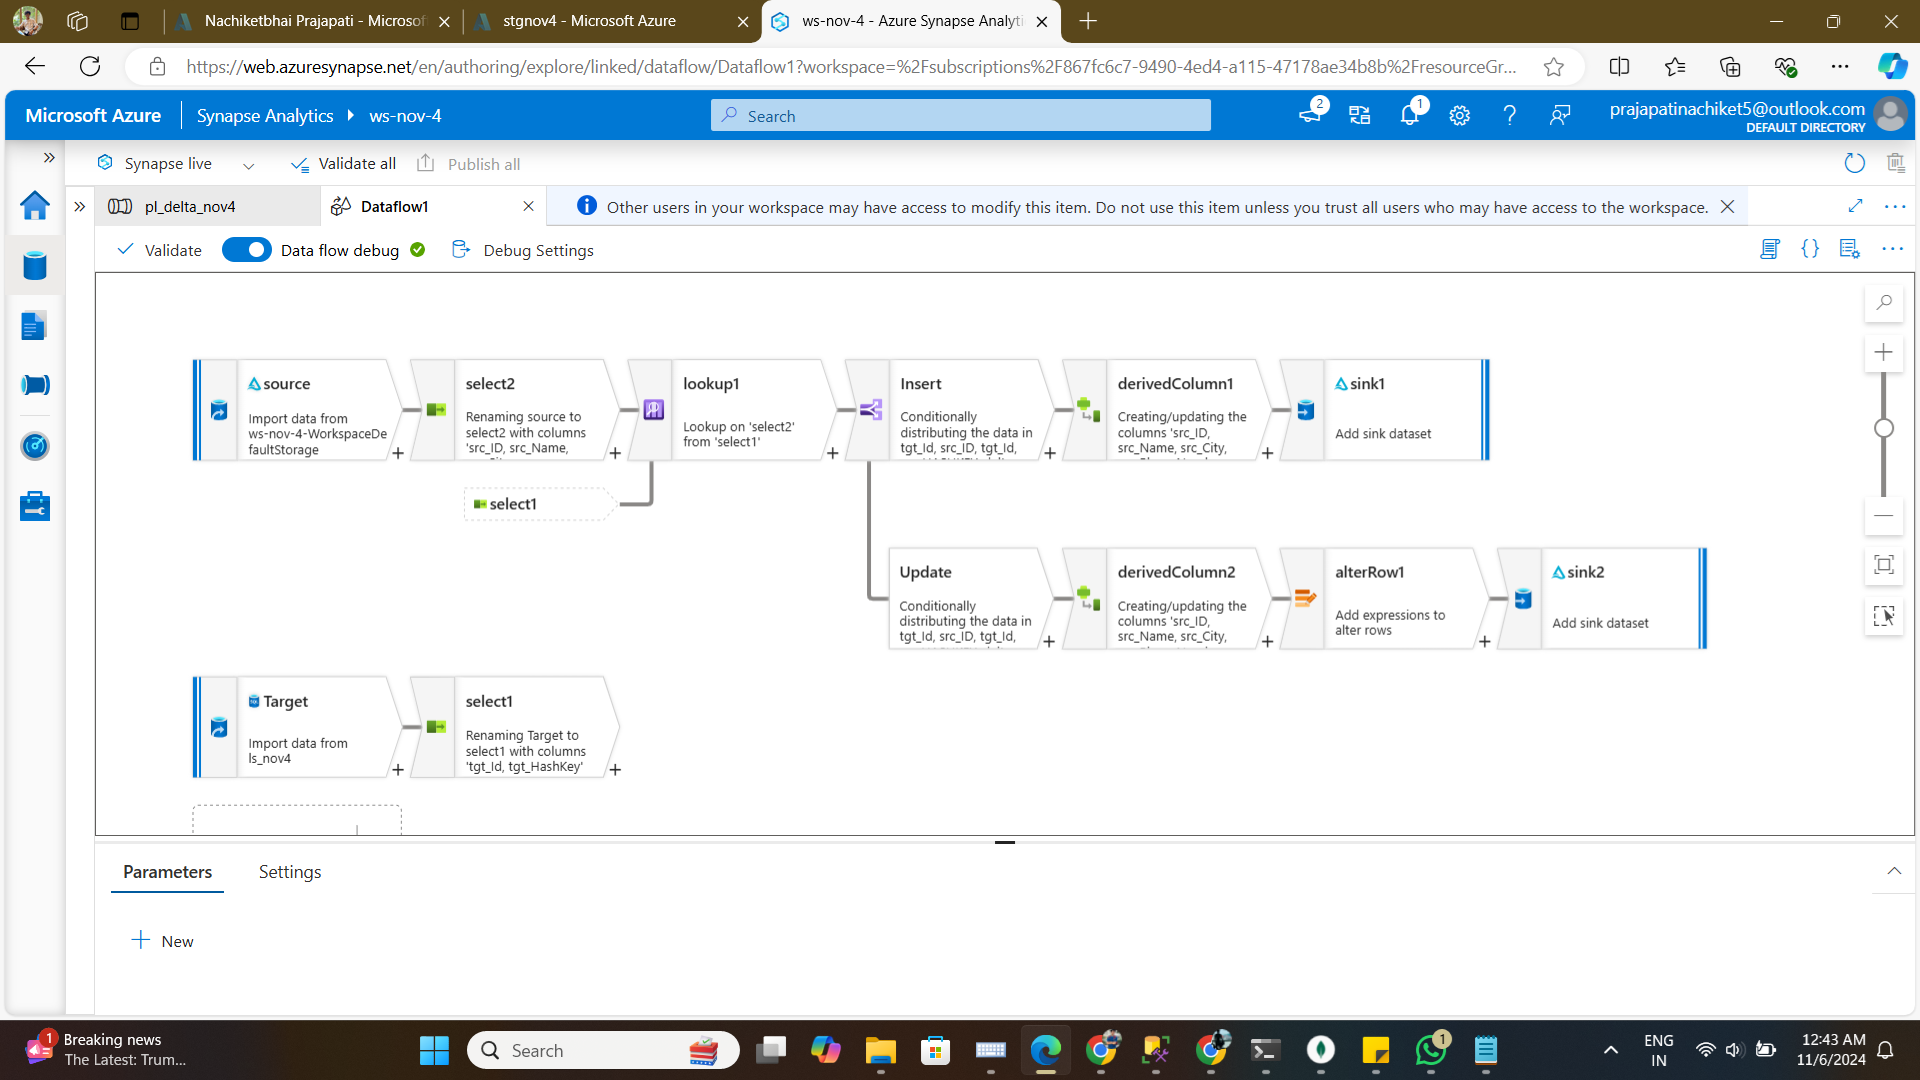 Nachiketbhai Prajapati - Microsof
stgnov4 - Microsoft Azure
ws-nov-4 - Azure Synapse Analyti
https://web.azuresynapse.net/en/authoring/explore/linked/dataflow/Dataflow1?workspace=%2Fsubscriptions%2F867fc6c7-9490-4ed4-a115-47178ae34b8b%2FresourceGr...
Microsoft Azure
Synapse Analytics
ws-nov-4
Search
2
1
prajapatinachiket5@outlook.com
DEFAULT DIRECTORY
Synapse live
Validate all
Publish all
pl_delta_nov4
Dataflow1
Other users in your workspace may have access to modify this item. Do not use this item unless you trust all users who may have access to the workspace.
Validate
Data flow debug
Debug Settings
source
Import data from
ws-nov-4-WorkspaceDe
faultStorage
select2
Renaming source to
select2 with columns
'src_ID, src_Name,
lookup1
Lookup on 'select2'
from 'select1'
Insert
Conditionally
distributing the data in
tgt_Id, src_ID, tgt_Id,
derivedColumn1
Creating/updating the
columns 'src_ID,
src_Name, src_City,
sink1
Add sink dataset
select1
Update
Conditionally
distributing the data in
tgt_Id, src_ID, tgt_Id,
derivedColumn2
Creating/updating the
columns 'src_ID,
src_Name, src_City,
alterRow1
Add expressions to
alter rows
sink2
Add sink dataset
Target
Import data from
ls_nov4
select1
Renaming Target to
select1 with columns
'tgt_Id, tgt_HashKey'
Parameters
Settings
New
1
Breaking news
The Latest: Trum...
Search
1
ENG
IN
12:43 AM
11/6/2024